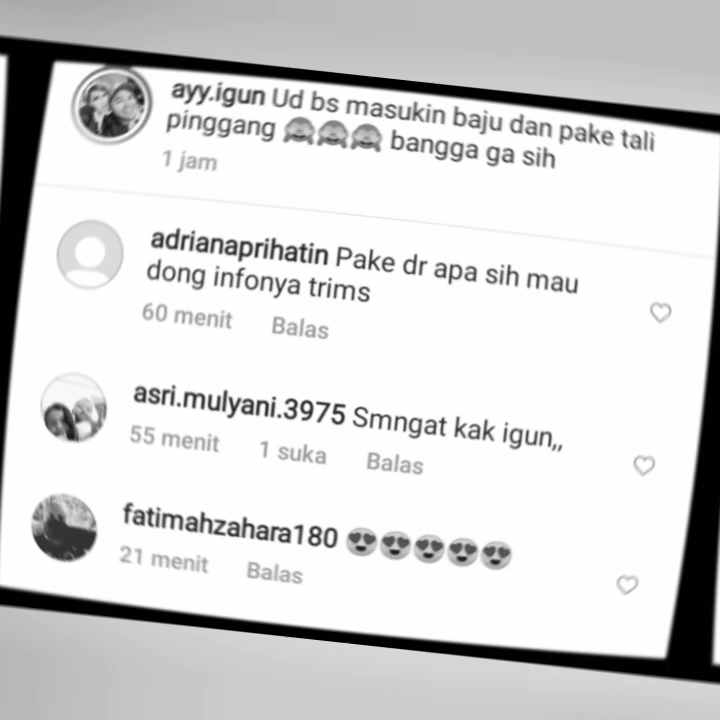 ayy.igun Ud bs masukin baju dan pake tali
pinggang 🙈🙈🙈 bangga ga sih
1 jam
adrianaprihatin Pake dr apa sih mau
dong infonya trims
60 menit Balas
asri.mulyani.3975 Smngat kak igun,,
55 menit 1 suka Balas
fatimahzahara180 😍😍😍😍😍
21 menit Balas